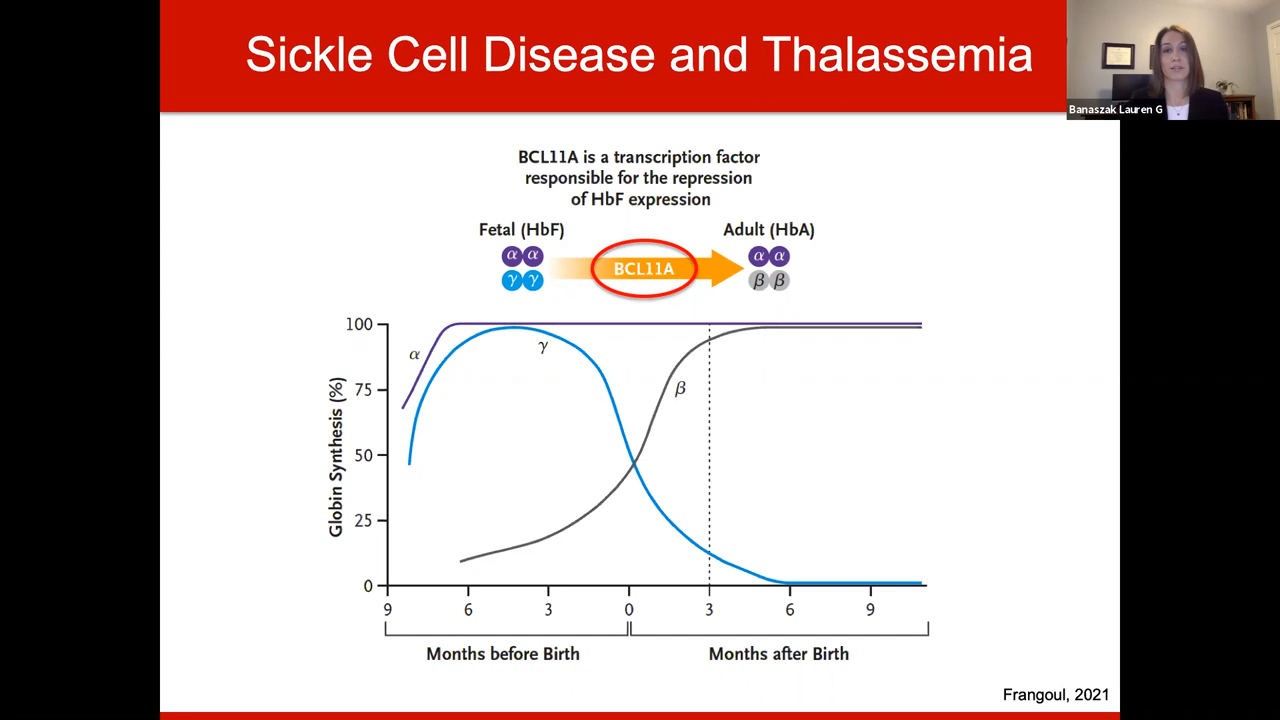 Sickle Cell Disease and Thalassemia
Banaszak Lauren G
BCL11A is a transcription factor
responsible for the repression
of HbF expression
Fetal (HbF)
Adult (HbA)
α α
BCL11A
α α
γ γ
β β
100
α
γ
75
β
50
25
0
Globin Synthesis (%)
9 6 3 0 3 6 9
Months before Birth
Months after Birth
Frangoul, 2021